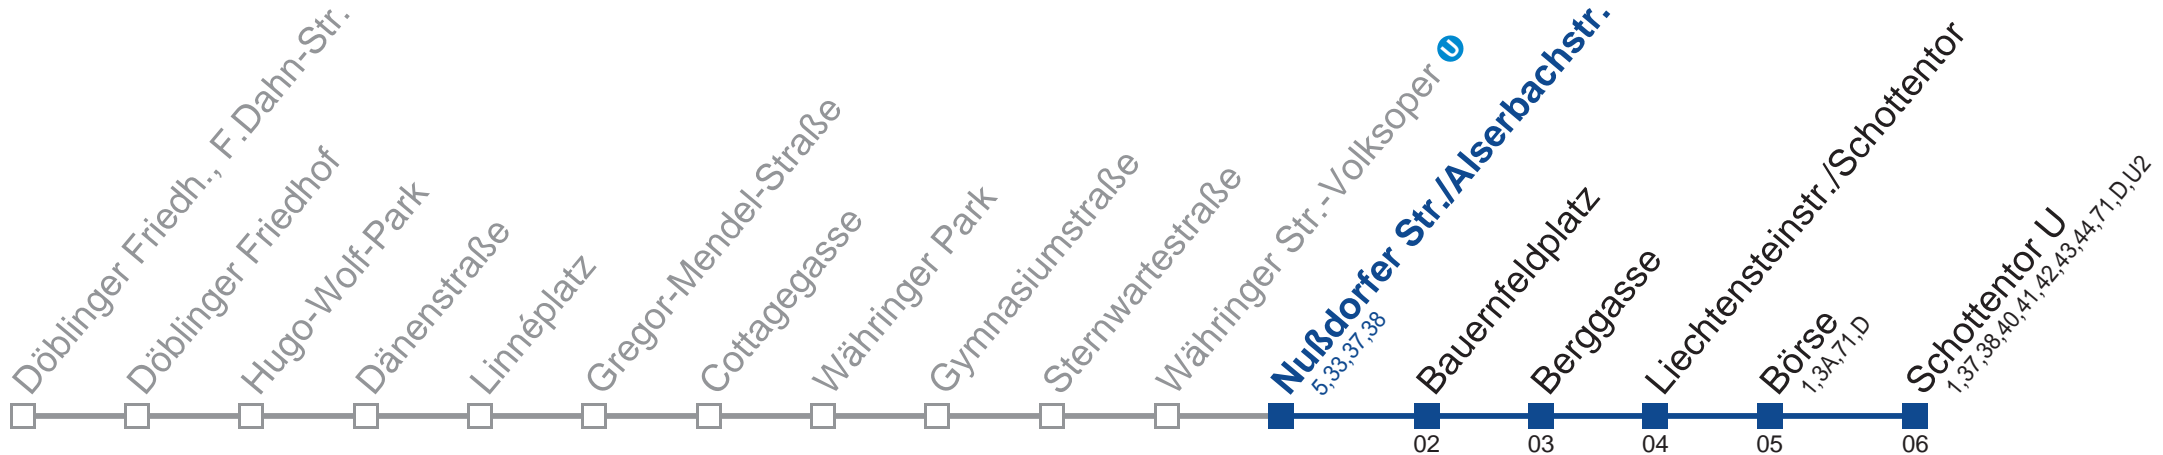 Döblinger Friedh., F.Dahn-Str.
Döblinger Friedhof
Hugo-Wolf-Park
Dänenstraße
Linnéplatz
Gregor-Mendel-Straße
Cottagegasse
Währinger Park
Gymnasiumstraße
Sternwartestraße
Währinger Str.-Volksoper U
Nußdorfer Str./Alserbachstr.
5,33,37,38
Bauernfeldplatz
Berggasse
Liechtensteinstr./Schottentor
Börse
1,3A,71,D
Schottentor U
1,37,38,40,41,42,43,44,71,D,U2
02 03 04 05 06